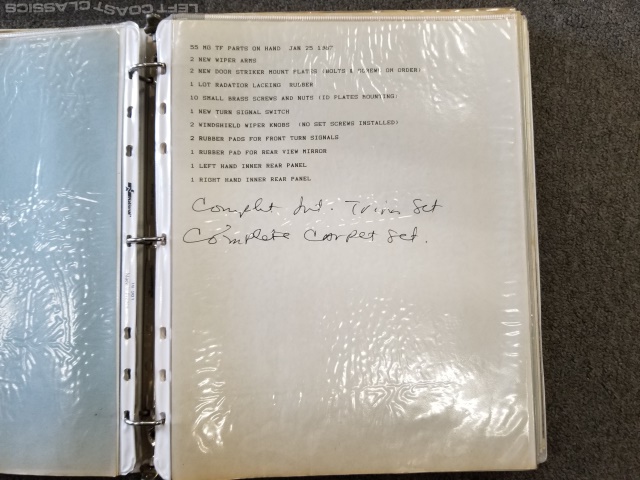 LEFT COAST CLASSICS
55 MG TF PARTS ON HAND JAN 25 1987
2 NEW WIPER ARMS
2 NEW DOOR STRIKER MOUNT PLATES (BOLTS & SCREWS ON ORDER)
1 LGT RADATIOR LACEING RUBBER
10 SMALL BRASS SCREWS AND NUTS (ID PLATES MOUNTING)
1 NEW TURN SIGNAL SWITCH
2 WINDSHIELD WIPER KNOBS (NO SET SCREWS INSTALLED)
2 RUBBER PADS FOR FRONT TURN SIGNALS
1 RUBBER PAD FOR REAR VIEW MIRROR
1 LEFT HAND INNER REAR PANEL
1 RIGHT HAND INNER REAR PANEL
Complet Int. Trim Set
Complete Carpet Set.